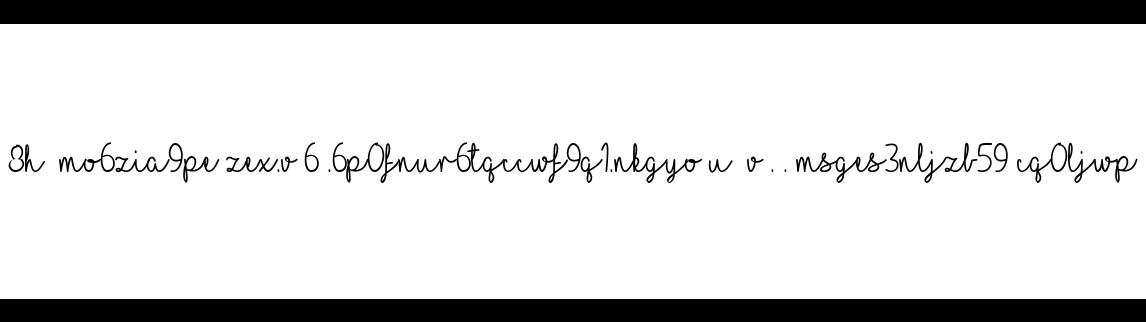 8h  mo6zia9pe zex.v 6 .6p0fnur6tqccwf9q1.nkgyo u  v . . msges3nljzb59 cq0ljwp